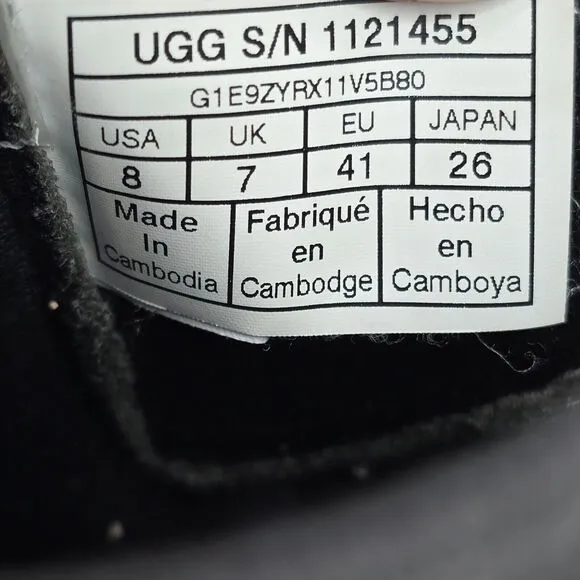 UGG S/N 1121455
G1E9ZYRX11V5B80
USA UK EU JAPAN
8 7 41 26
Made Fabriqué Hecho
In en en
Cambodia Cambodge Camboya